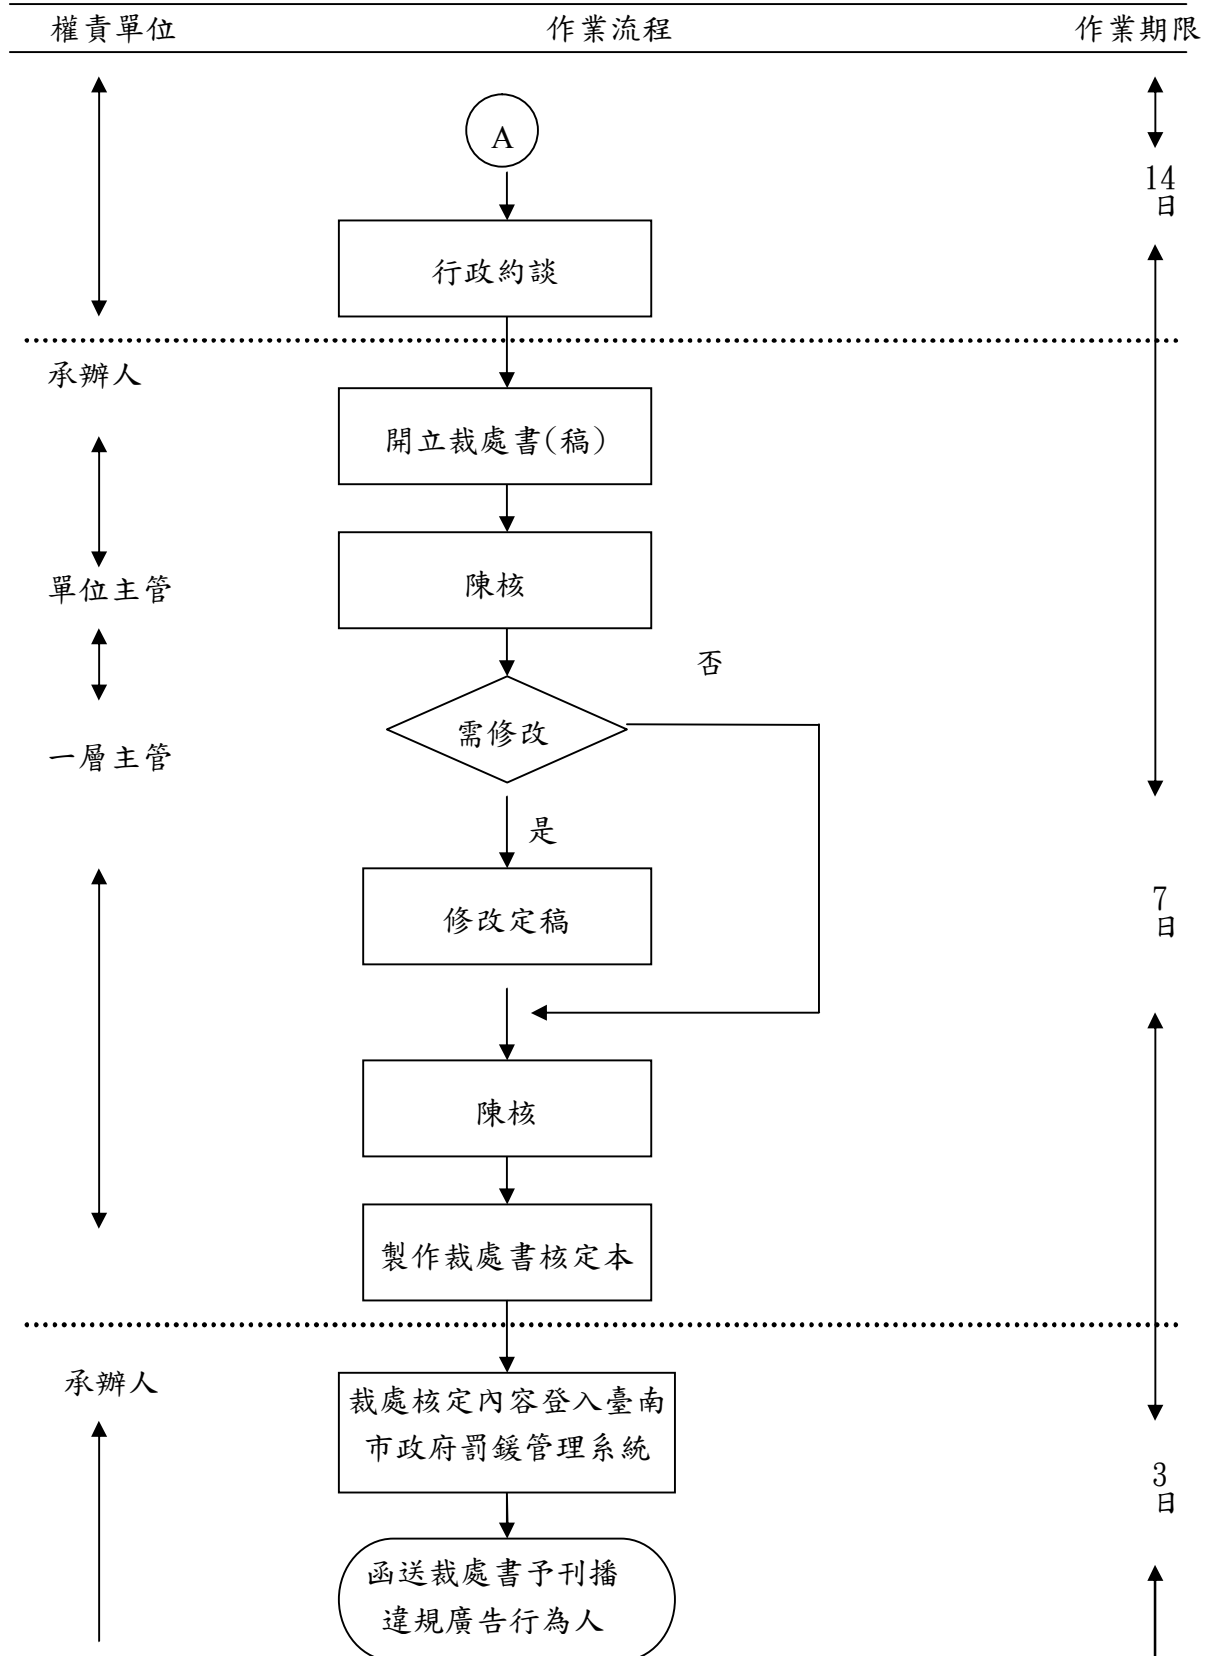 權責單位
作業流程
作業期限
A
14
日
行政約談
承辦人
開立裁處書(稿)
陳核
單位主管
否
需修改
一層主管
是
修改定稿
7
日
陳核
製作裁處書核定本
承辦人
裁處核定內容登入臺南
市政府罰鍰管理系統
3
日
函送裁處書予刊播
違規廣告行為人